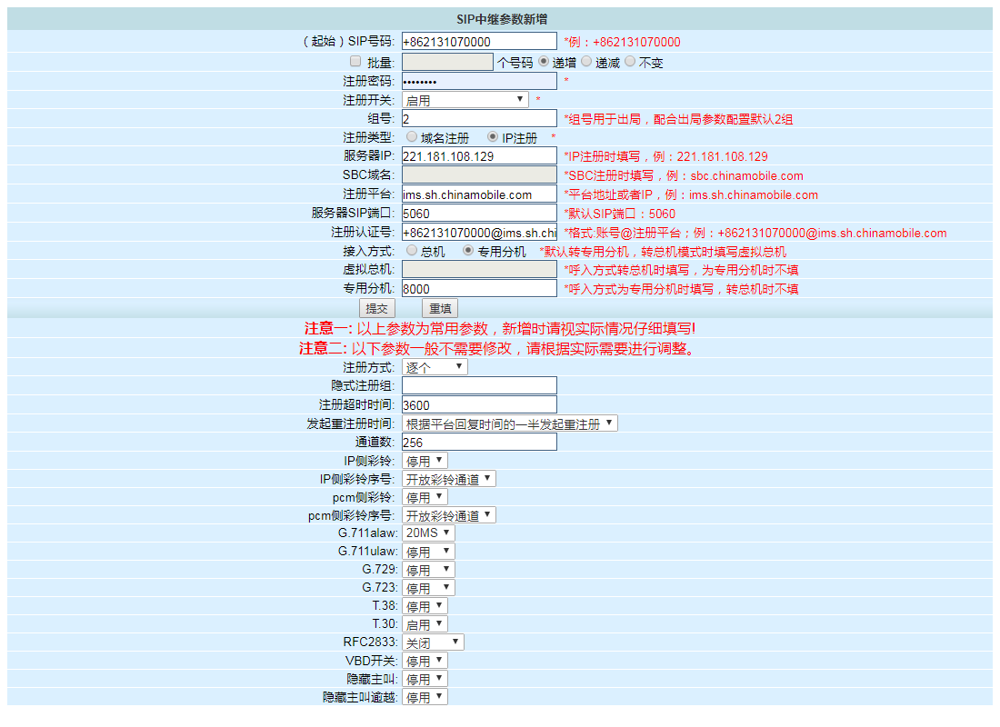 SIP中继参数新增
（起始）SIP号码: +862131070000 *例：+862131070000
批量: 个号码 递增 递减 不变
注册密码: •••••••• *
注册开关: 启用 *
组号: 2 *组号用于出局，配合出局参数配置默认2组
注册类型: 域名注册 IP注册 *
服务器IP: 221.181.108.129 *IP注册时填写，例：221.181.108.129
SBC域名: *SBC注册时填写，例：sbc.chinamobile.com
注册平台: ims.sh.chinamobile.com *平台地址或者IP，例：ims.sh.chinamobile.com
服务器SIP端口: 5060 *默认SIP端口：5060
注册认证号: +862131070000@ims.sh.chi *格式:账号@注册平台；例：+862131070000@ims.sh.chinamobile.com
接入方式: 总机 专用分机 *默认转专用分机，转总机模式时填写虚拟总机
虚拟总机: *呼入方式转总机时填写，为专用分机时不填
专用分机: 8000 *呼入方式为专用分机时填写，转总机时不填
提交 重填
注意一: 以上参数为常用参数，新增时请视实际情况仔细填写!
注意二: 以下参数一般不需要修改，请根据实际需要进行调整。
注册方式: 逐个
隐式注册组:
注册超时时间: 3600
发起重注册时间: 根据平台回复时间的一半发起重注册
通道数: 256
IP侧彩铃: 停用
IP侧彩铃序号: 开放彩铃通道
pcm侧彩铃: 停用
pcm侧彩铃序号: 开放彩铃通道
G.711alaw: 20MS
G.711ulaw: 停用
G.729: 停用
G.723: 停用
T.38: 停用
T.30: 启用
RFC2833: 关闭
VBD开关: 停用
隐藏主叫: 停用
隐藏主叫逾越: 停用